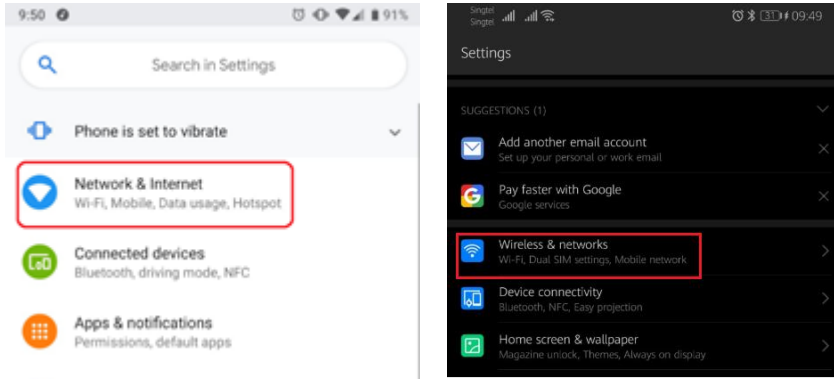 9:50
91%
Search in Settings
Phone is set to vibrate
Network & Internet
Wi-Fi, Mobile, Data usage, Hotspot
Connected devices
Bluetooth, driving mode, NFC
Apps & notifications
Permissions, default apps
Singtel
Singtel
31
09:49
Settings
SUGGESTIONS (1)
Add another email account
Set up your personal or work email
Pay faster with Google
Google services
Wireless & networks
Wi-Fi, Dual SIM settings, Mobile network
Device connectivity
Bluetooth, NFC, Easy projection
Home screen & wallpaper
Magazine unlock, Themes, Always on display